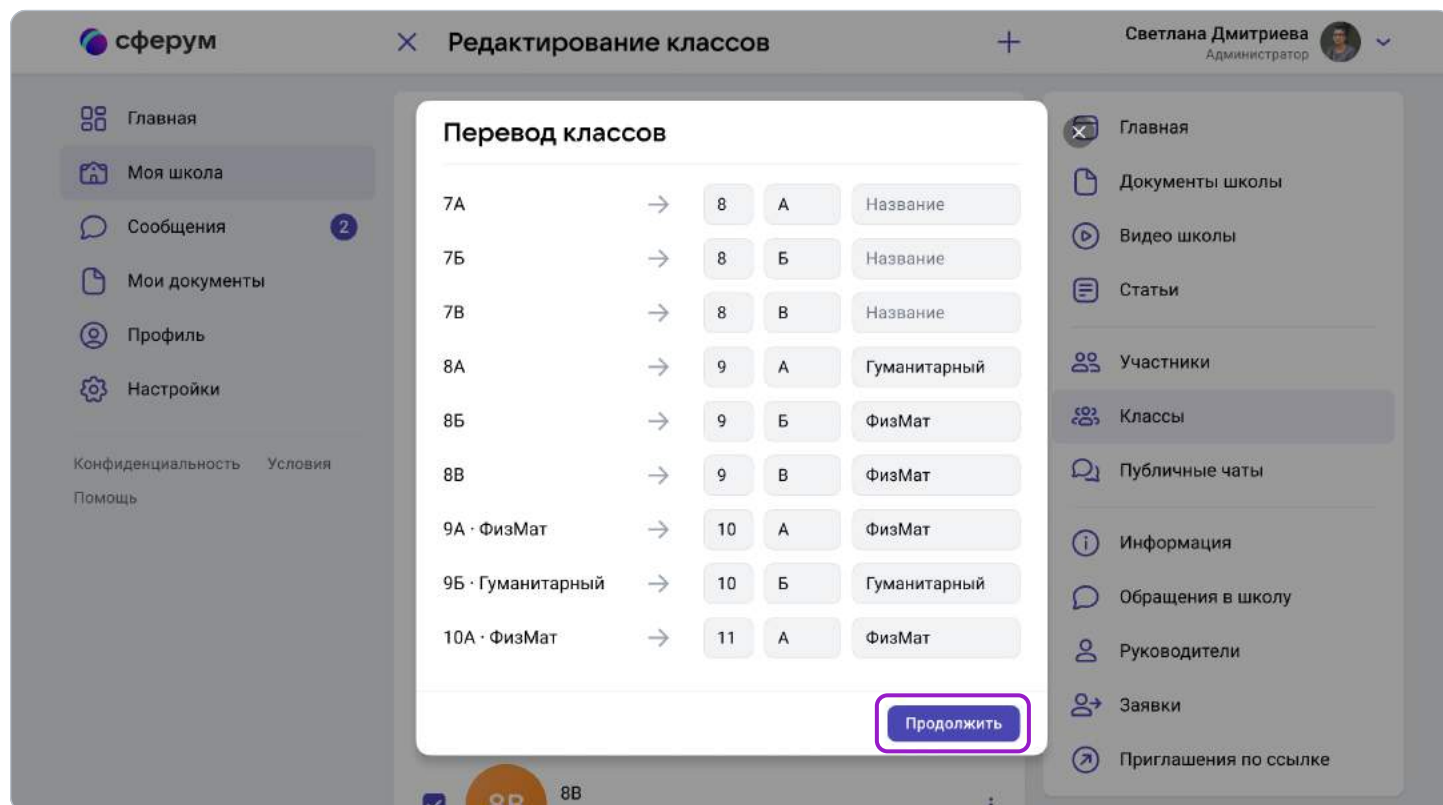 сферум
Редактирование классов
Светлана Дмитриева
Администратор
Главная
Моя школа
Сообщения 2
Мои документы
Профиль
Настройки
Конфиденциальность Условия
Помощь
Перевод классов
7А → 8 А Название
7Б → 8 Б Название
7В → 8 В Название
8А → 9 А Гуманитарный
8Б → 9 Б ФизМат
8В → 9 В ФизМат
9А · ФизМат → 10 А ФизМат
9Б · Гуманитарный → 10 Б Гуманитарный
10А · ФизМат → 11 А ФизМат
Продолжить
8В
8В
Главная
Документы школы
Видео школы
Статьи
Участники
Классы
Публичные чаты
Информация
Обращения в школу
Руководители
Заявки
Приглашения по ссылке